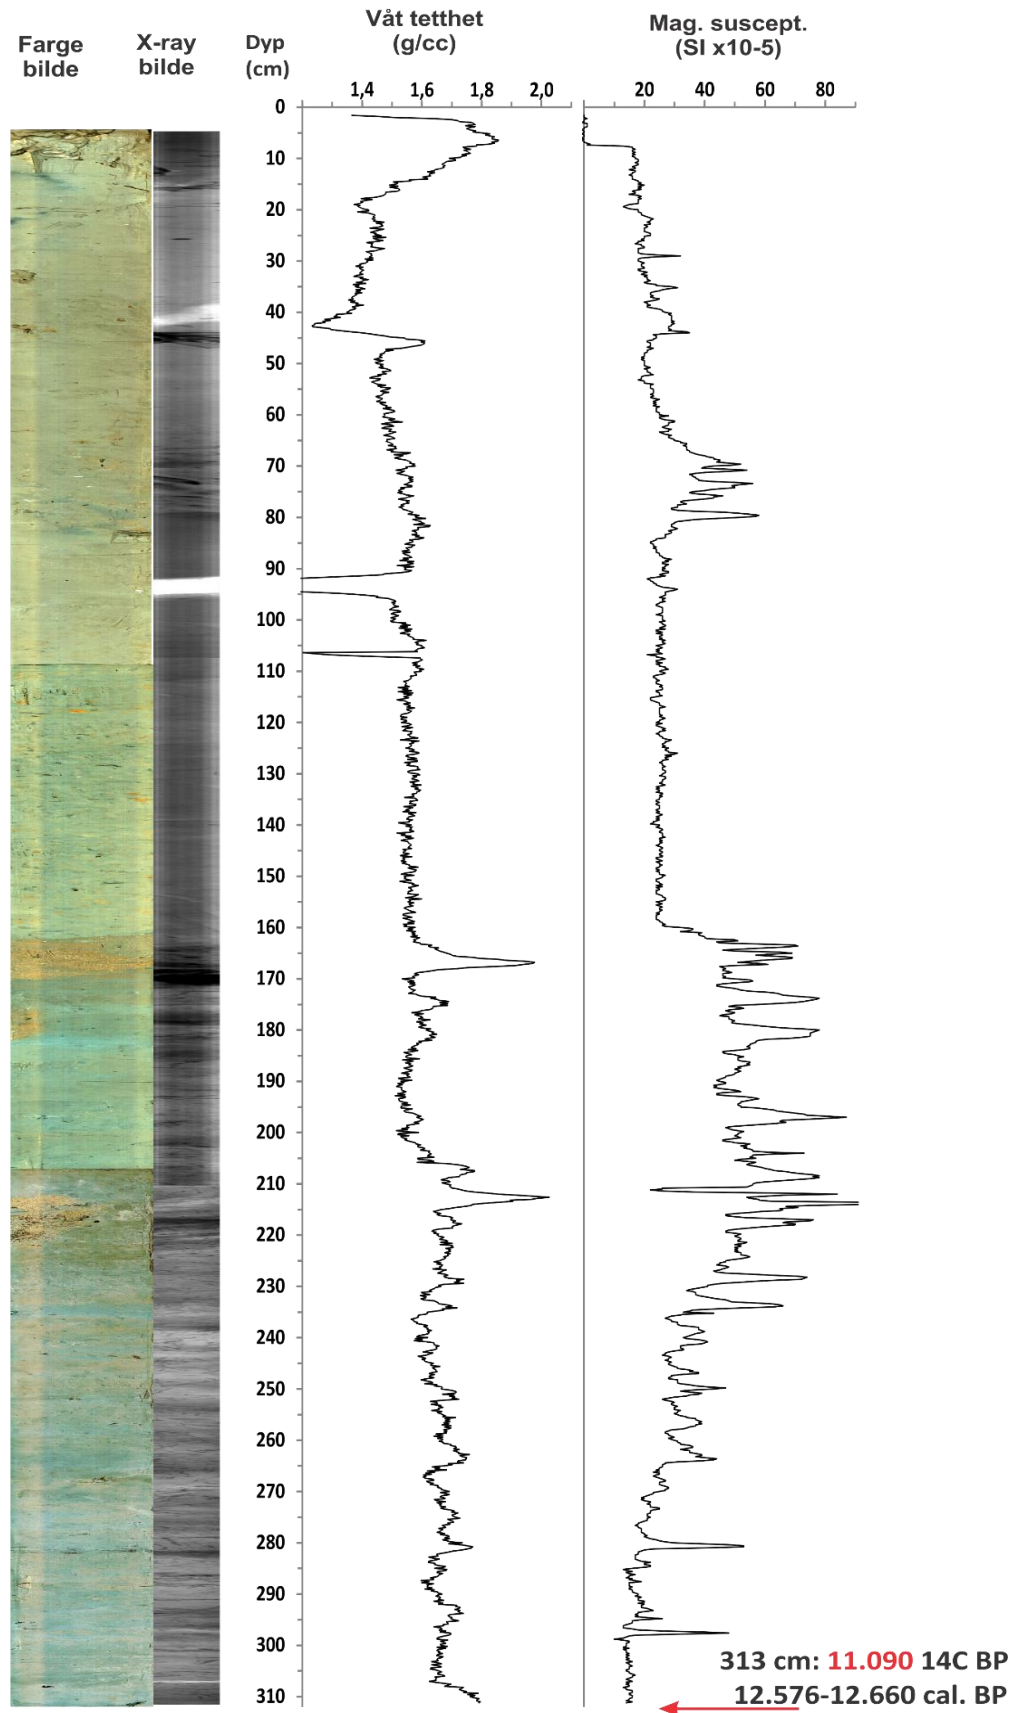 Farge
bilde
X-ray
bilde
Dyp
(cm)
Våt tetthet
(g/cc)
Mag. suscept.
(SI x10-5)
1,4 1,6 1,8 2,0
20 40 60 80
0
10
20
30
40
50
60
70
80
90
100
110
120
130
140
150
160
170
180
190
200
210
220
230
240
250
260
270
280
290
300
310
313 cm: 11.090 14C BP
12.576-12.660 cal. BP